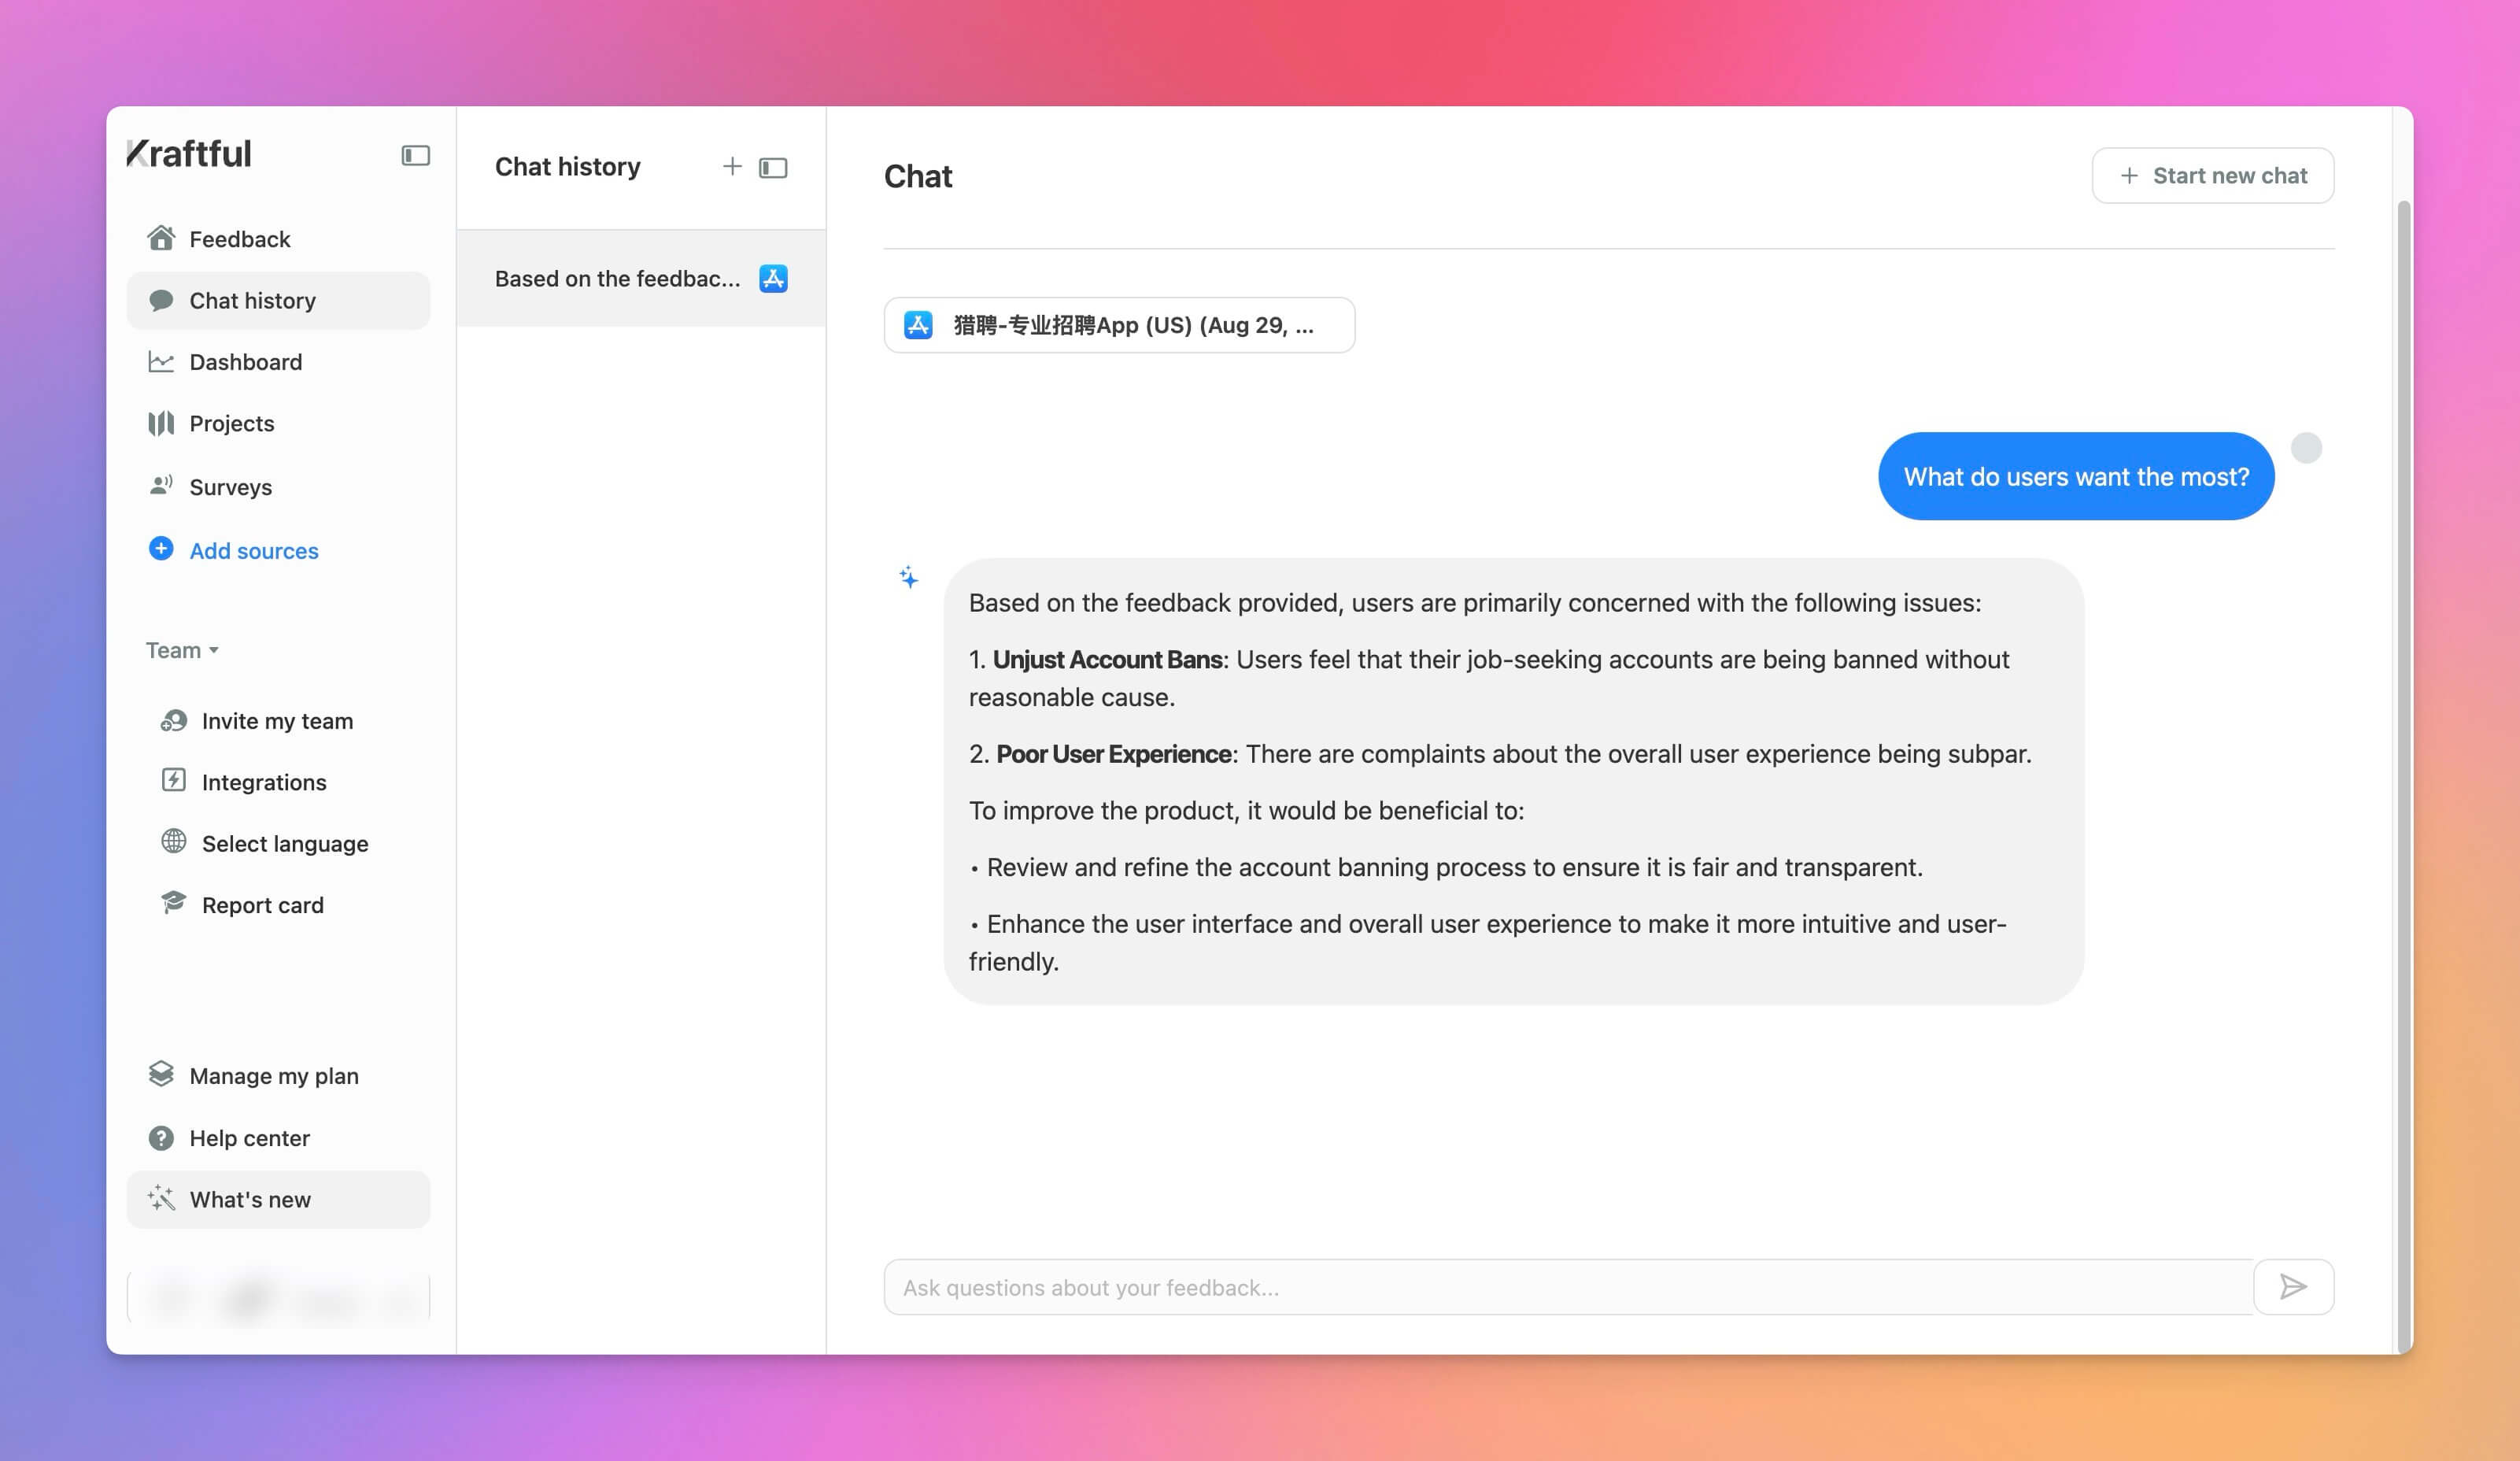 Kraftful
Feedback
Chat history
Dashboard
Projects
Surveys
Add sources
Team
Invite my team
Integrations
Select language
Report card
Manage my plan
Help center
What's new
Chat history
Based on the feedbac...
Chat
Start new chat
猎聘-专业招聘App (US) (Aug 29, ...
What do users want the most?
Based on the feedback provided, users are primarily concerned with the following issues:
1. Unjust Account Bans: Users feel that their job-seeking accounts are being banned without
reasonable cause.
2. Poor User Experience: There are complaints about the overall user experience being subpar.
To improve the product, it would be beneficial to:
• Review and refine the account banning process to ensure it is fair and transparent.
• Enhance the user interface and overall user experience to make it more intuitive and user-
friendly.
Ask questions about your feedback...